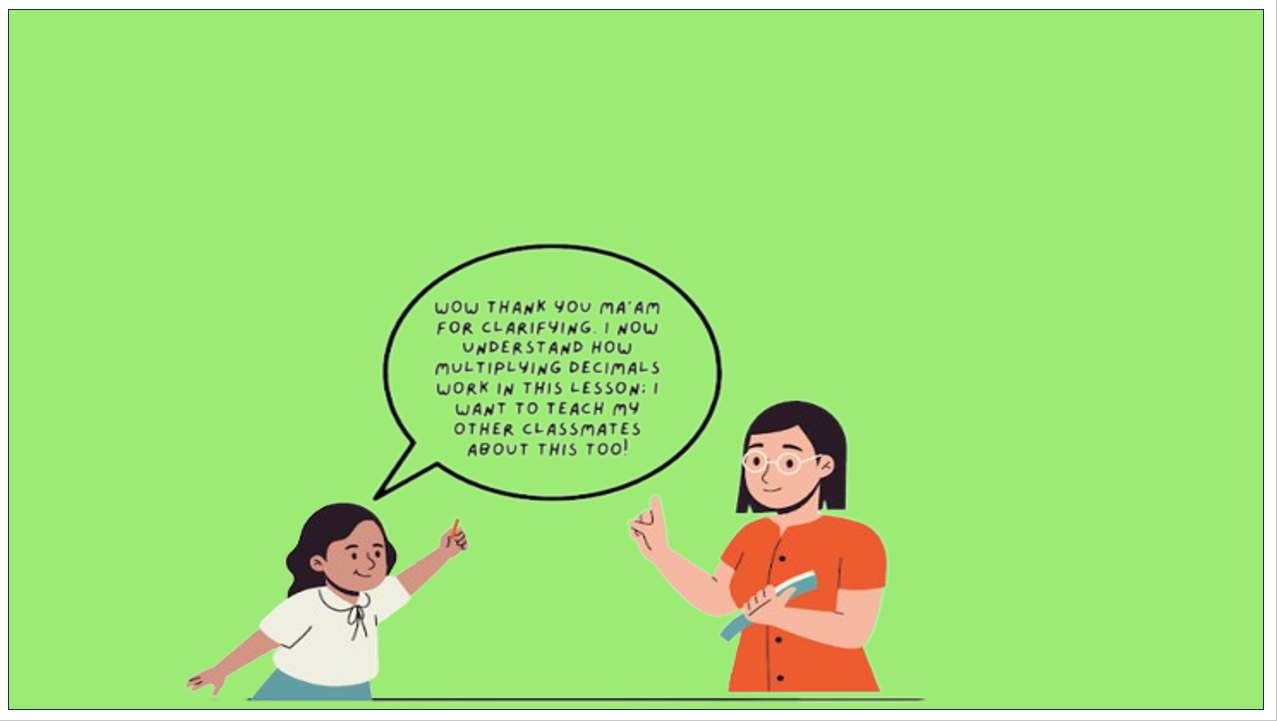 WOW THANK YOU MA'AM
FOR CLARIFYING. I NOW
UNDERSTAND HOW
MULTIPLYING DECIMALS
WORK IN THIS LESSON; I
WANT TO TEACH MY
OTHER CLASSMATES
ABOUT THIS TOO!